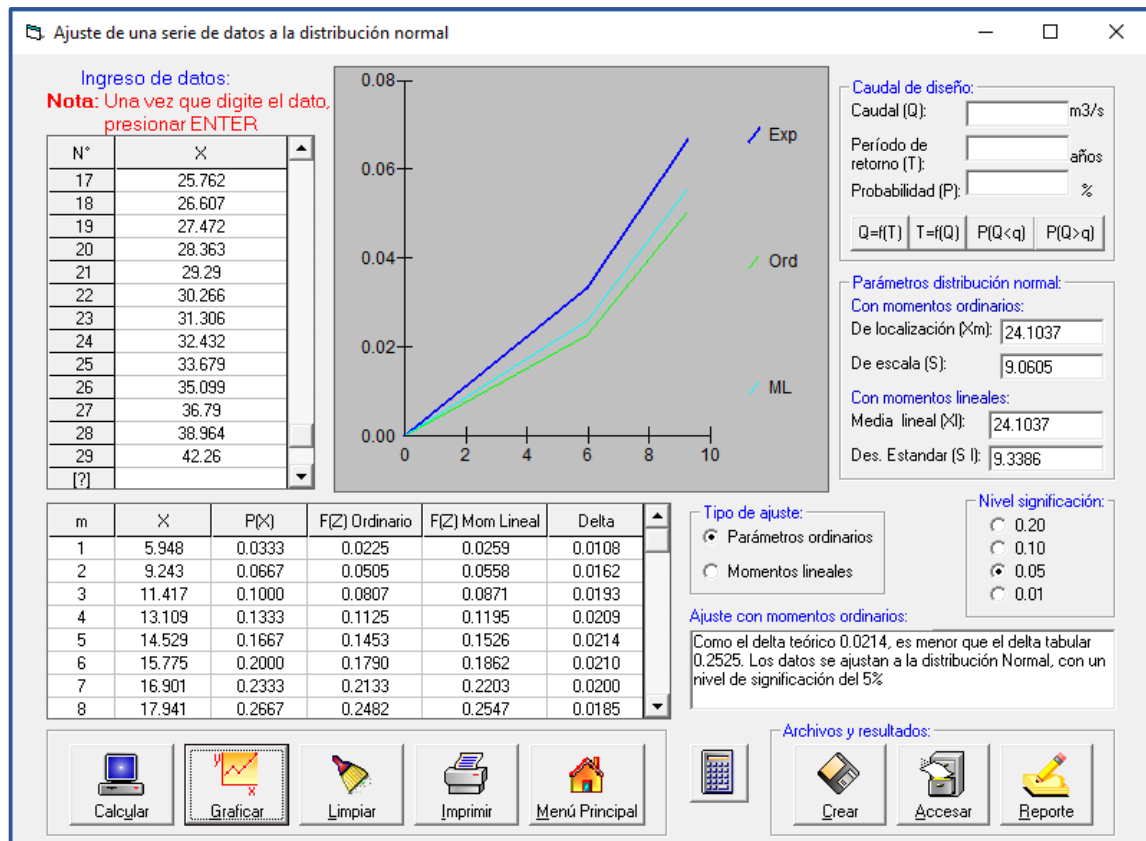 Ajuste de una serie de datos a la distribución normal
Ingreso de datos:
Nota: Una vez que digite el dato,
presionar ENTER
N° X
17 25.762
18 26.607
19 27.472
20 28.363
21 29.29
22 30.266
23 31.306
24 32.432
25 33.679
26 35.099
27 36.79
28 38.964
29 42.26
[?]
0.08
0.06
0.04
0.02
0.00
0 2 4 6 8 10
Exp
Ord
ML
Caudal de diseño:
Caudal (Q): m3/s
Período de
retorno (T): años
Probabilidad (P): %
Q=f(T) T=f(Q) P(Q<q) P(Q>q)
Parámetros distribución normal:
Con momentos ordinarios:
De localización (Xm): 24.1037
De escala (S): 9.0605
Con momentos lineales:
Media lineal (Xl): 24.1037
Des. Estandar (S l): 9.3386
m X P(X) F(Z) Ordinario F(Z) Mom Lineal Delta
1 5.948 0.0333 0.0225 0.0259 0.0108
2 9.243 0.0667 0.0505 0.0558 0.0162
3 11.417 0.1000 0.0807 0.0871 0.0193
4 13.109 0.1333 0.1125 0.1195 0.0209
5 14.529 0.1667 0.1453 0.1526 0.0214
6 15.775 0.2000 0.1790 0.1862 0.0210
7 16.901 0.2333 0.2133 0.2203 0.0200
8 17.941 0.2667 0.2482 0.2547 0.0185
Tipo de ajuste:
Parámetros ordinarios
Momentos lineales
Nivel significación:
0.20
0.10
0.05
0.01
Ajuste con momentos ordinarios:
Como el delta teórico 0.0214, es menor que el delta tabular
0.2525. Los datos se ajustan a la distribución Normal, con un
nivel de significación del 5%
Calcular
y
x
Graficar
Limpiar
Imprimir
Menú Principal
Archivos y resultados:
Crear
Accesar
Reporte